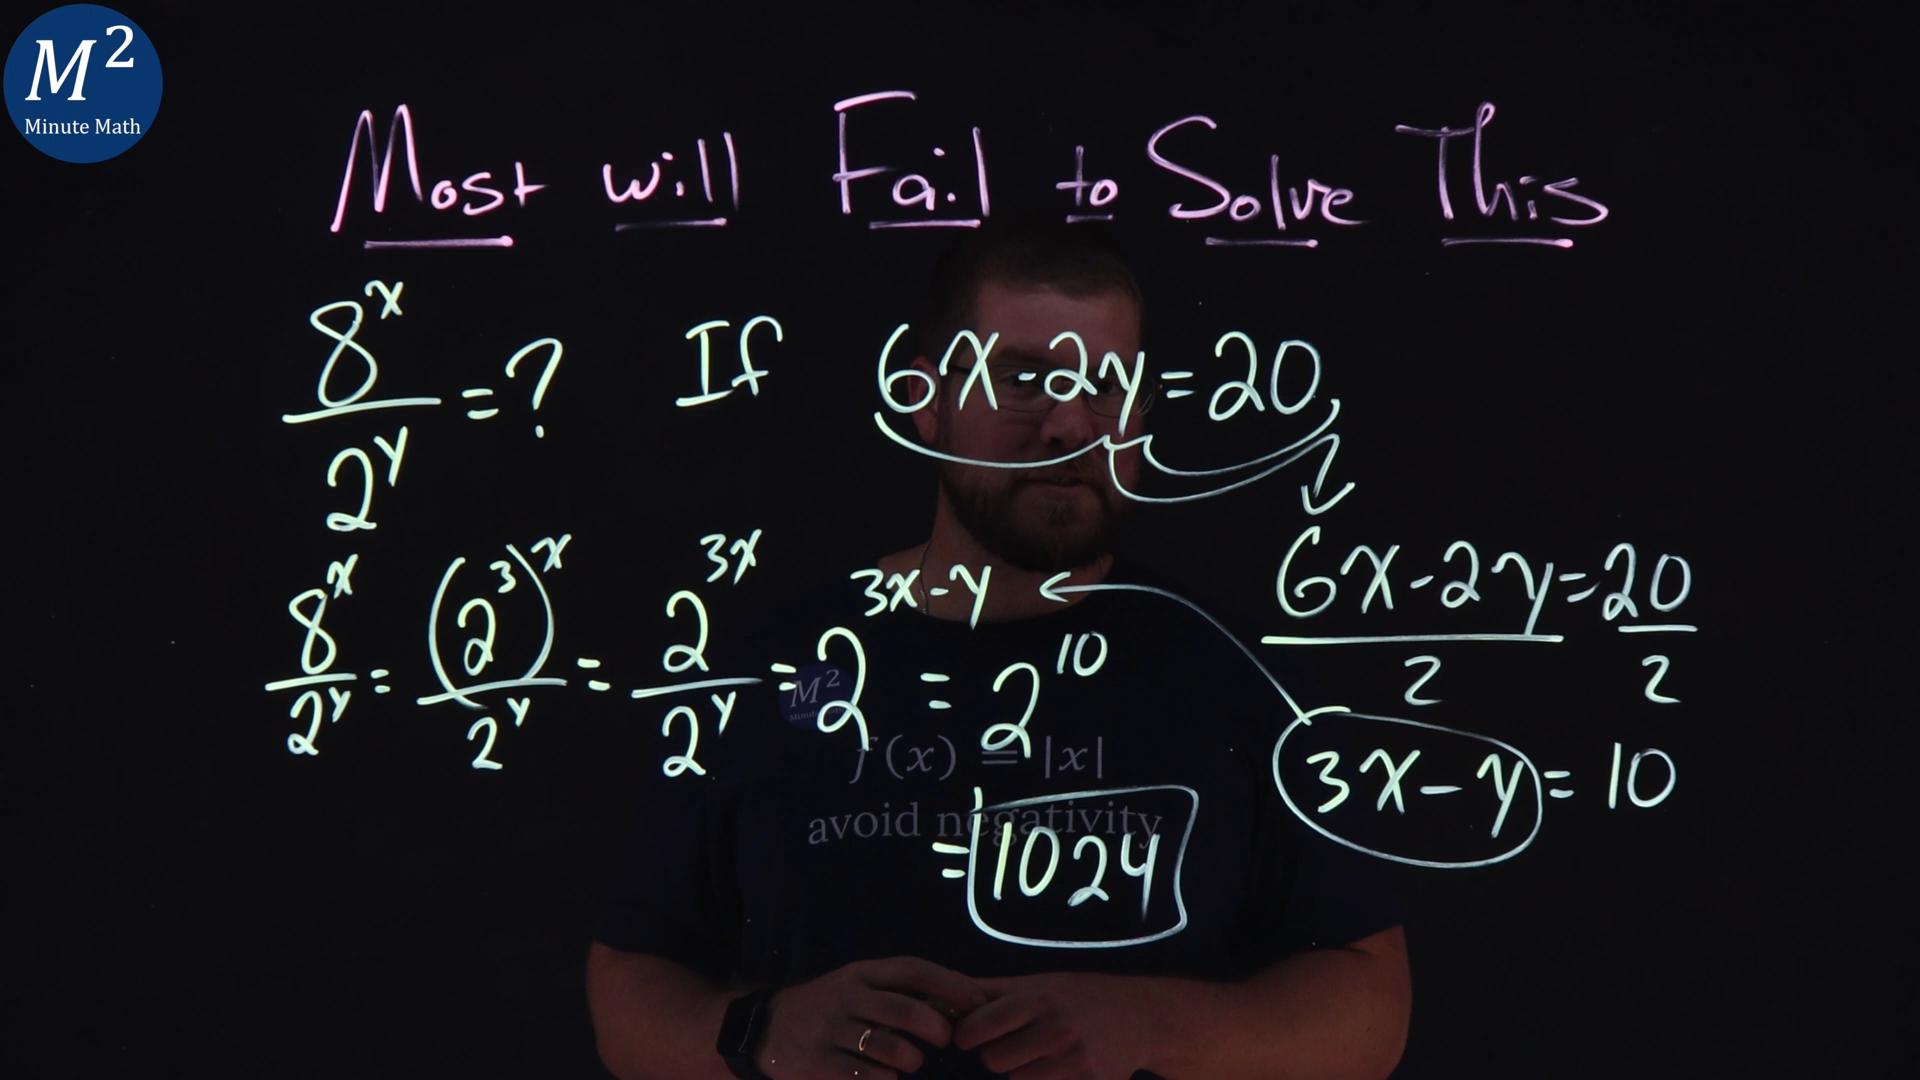 M²
Minute Math
Most will Fail to Solve This
8^x / 2^y = ? If 6x-2y=20,
8^x / 2^y = (2^3)^x / 2^y = 2^{3x} / 2^y = 2^{3x-y} = 2^{10}
= 1024
6x-2y / 2 = 20 / 2
3x-y = 10
M²
f(x) = |x|
avoid negativity